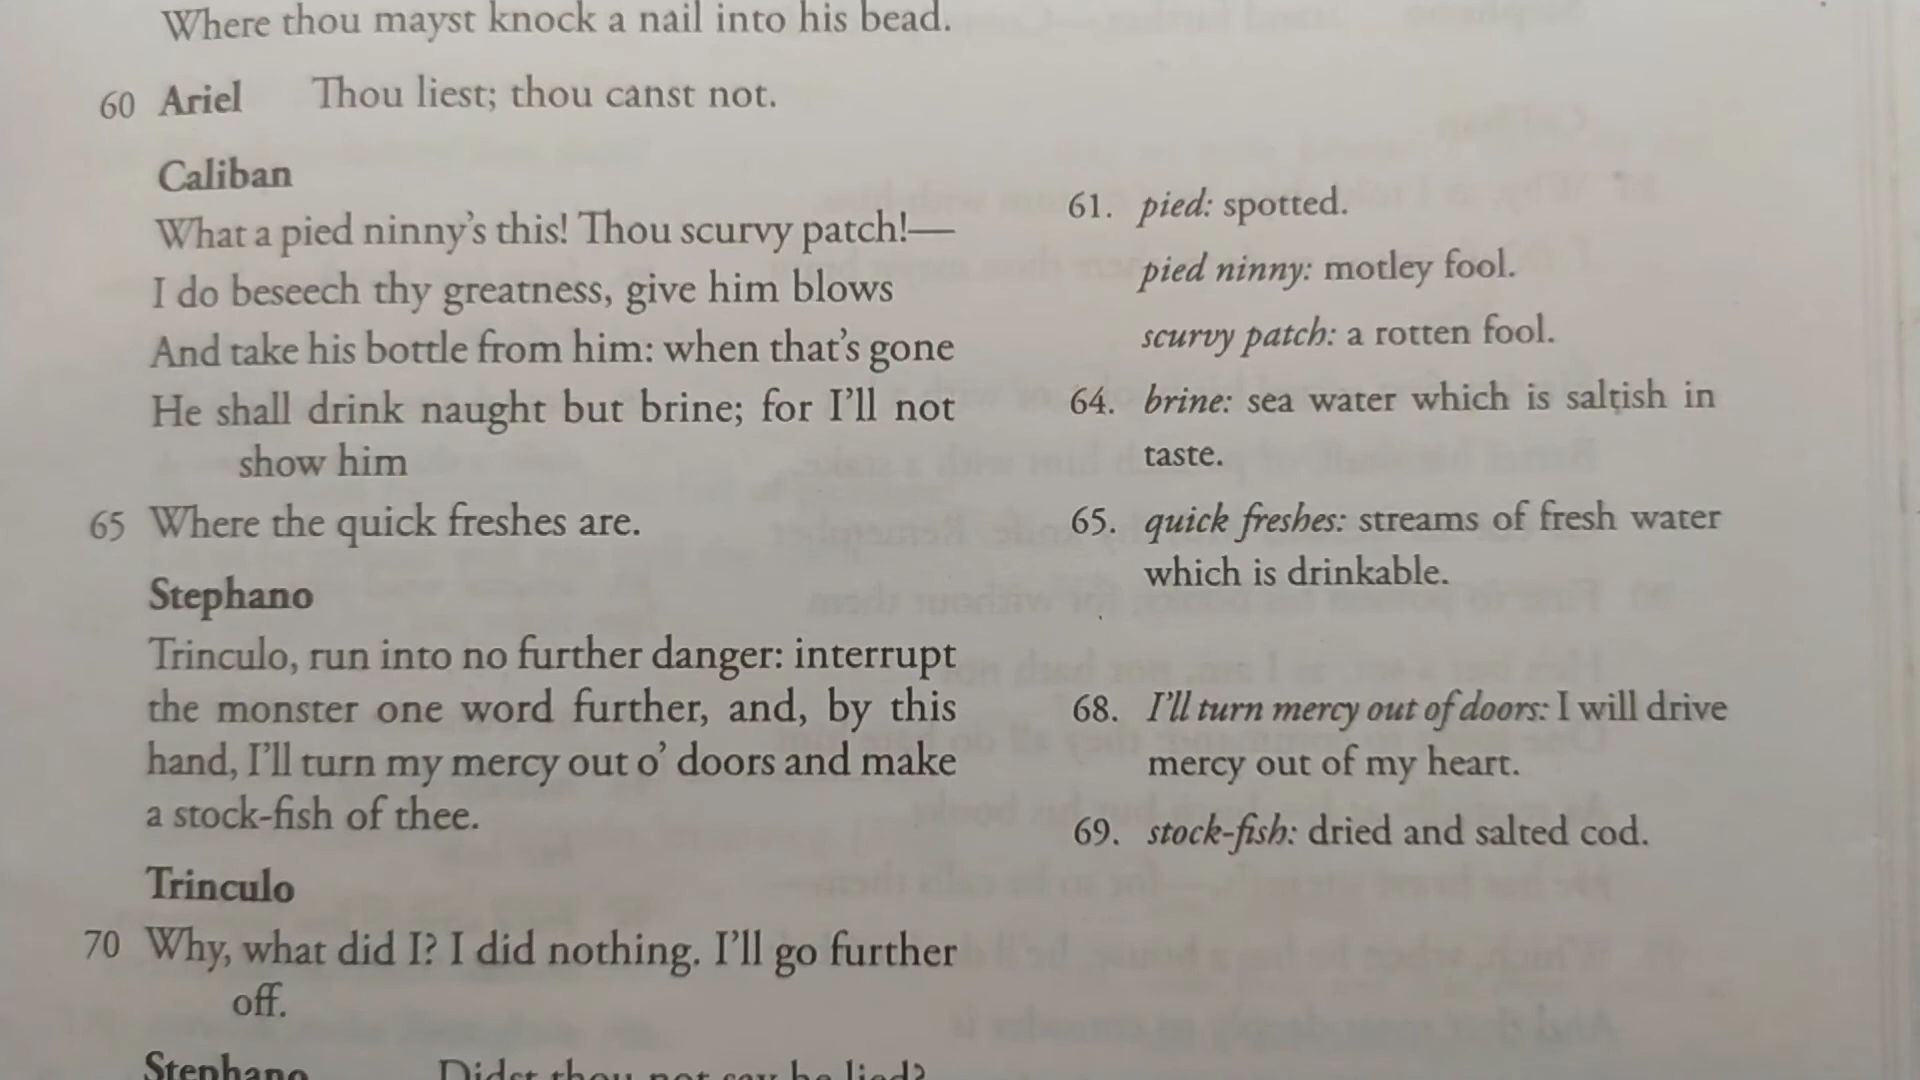 Where thou mayst knock a nail into his bead.
60 Ariel Thou liest; thou canst not.
Caliban
What a pied ninny's this! Thou scurvy patch!—
I do beseech thy greatness, give him blows
And take his bottle from him: when that's gone
He shall drink naught but brine; for I'll not
show him
65 Where the quick freshes are.
Stephano
Trinculo, run into no further danger: interrupt
the monster one word further, and, by this
hand, I'll turn my mercy out o' doors and make
a stock-fish of thee.
Trinculo
70 Why, what did I? I did nothing. I'll go further
off.
Stephano Didst thou not say he lied?
61. pied: spotted.
pied ninny: motley fool.
scurvy patch: a rotten fool.
64. brine: sea water which is saltish in
taste.
65. quick freshes: streams of fresh water
which is drinkable.
68. I'll turn mercy out of doors: I will drive
mercy out of my heart.
69. stock-fish: dried and salted cod.